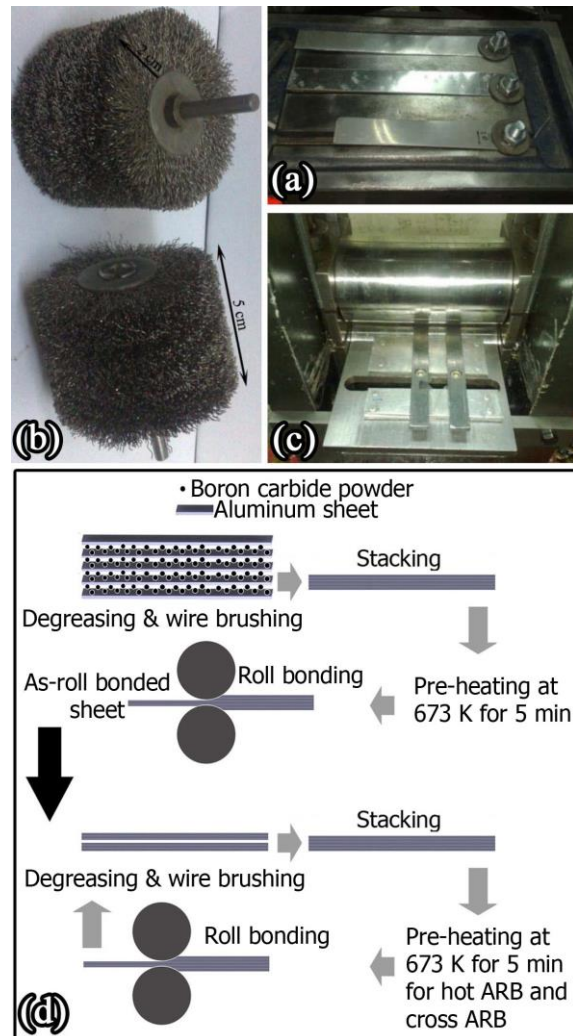 2 cm
(a)
5 cm
(b)
(c)
• Boron carbide powder
Aluminum sheet
Stacking
Degreasing & wire brushing
As-roll bonded
sheet
Roll bonding
Pre-heating at
673 K for 5 min
Stacking
Degreasing & wire brushing
Roll bonding
Pre-heating at
673 K for 5 min
for hot ARB and
cross ARB
(d)